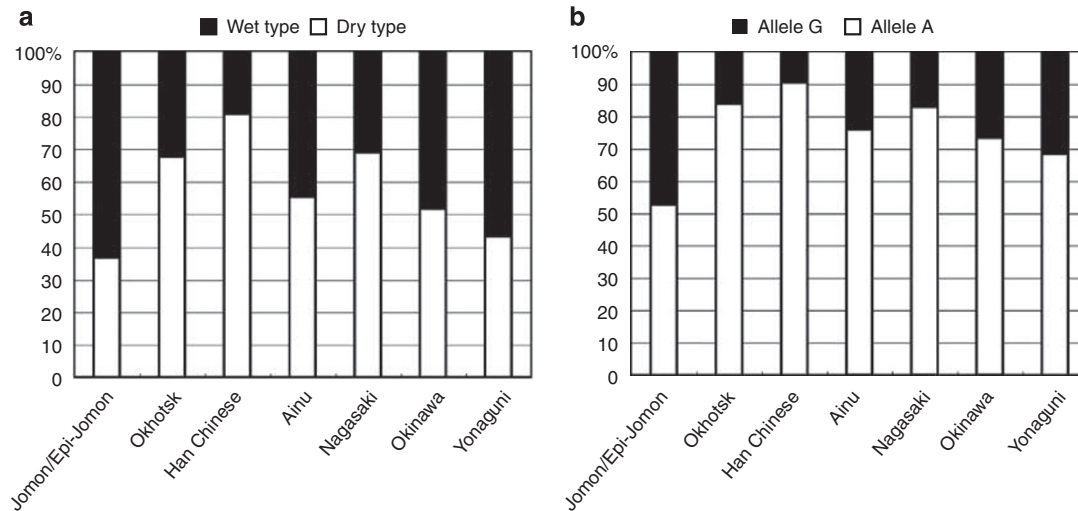 a
Wet type Dry type
100%
90
80
70
60
50
40
30
20
10
0
Jomon/Epi-Jomon
Okhotsk
Han Chinese
Ainu
Nagasaki
Okinawa
Yonaguni
b
Allele G Allele A
100%
90
80
70
60
50
40
30
20
10
0
Jomon/Epi-Jomon
Okhotsk
Han Chinese
Ainu
Nagasaki
Okinawa
Yonaguni